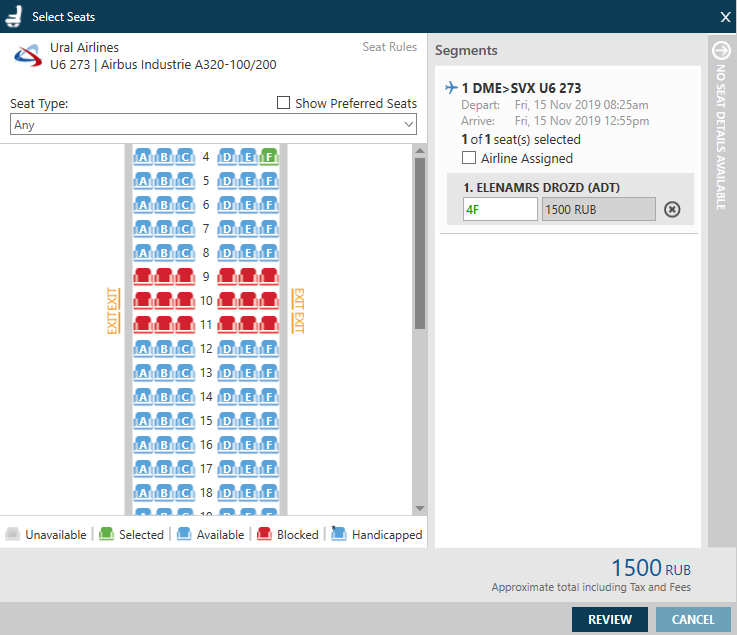 Select Seats
X
Ural Airlines
U6 273 | Airbus Industrie A320-100/200
Seat Rules
Seat Type:
Show Preferred Seats
Any
A B C 4 D E F
A B C 5 D E F
A B C 6 D E F
A B C 7 D E F
A B C 8 D E F
9
EXIT 10 EXIT
EXIT 11 EXIT
A B C 12 D E F
A B C 13 D E F
A B C 14 D E F
A B C 15 D E F
A B C 16 D E F
A B C 17 D E F
A B C 18 D E F
A B C 19 D E F
Unavailable | Selected | Available | Blocked | Handicapped
Segments
1 DME>SVX U6 273
Depart: Fri, 15 Nov 2019 08:25am
Arrive: Fri, 15 Nov 2019 12:55pm
1 of 1 seat(s) selected
Airline Assigned
1. ELENAMRS DROZD (ADT)
4F 1500 RUB
NO SEAT DETAILS AVAILABLE
1500 RUB
Approximate total including Tax and Fees
REVIEW CANCEL